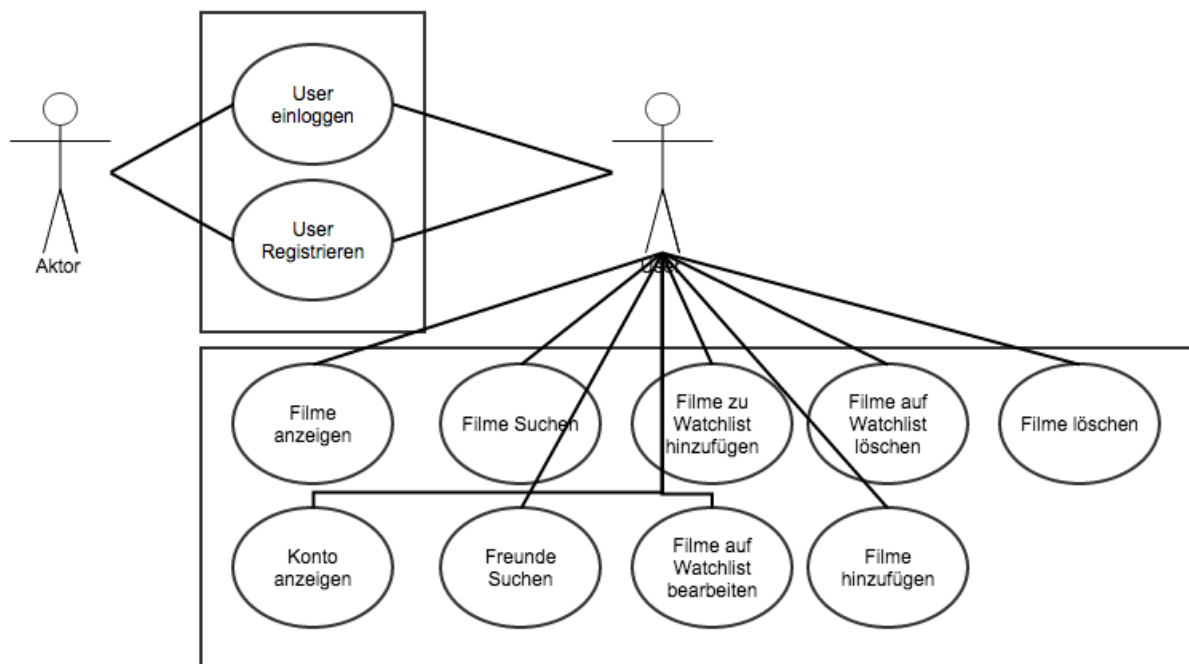 User
einloggen
User
Registrieren
Aktor
User
Filme
anzeigen
Filme Suchen
Filme zu
Watchlist
hinzufügen
Filme auf
Watchlist
löschen
Filme löschen
Konto
anzeigen
Freunde
Suchen
Filme auf
Watchlist
bearbeiten
Filme
hinzufügen